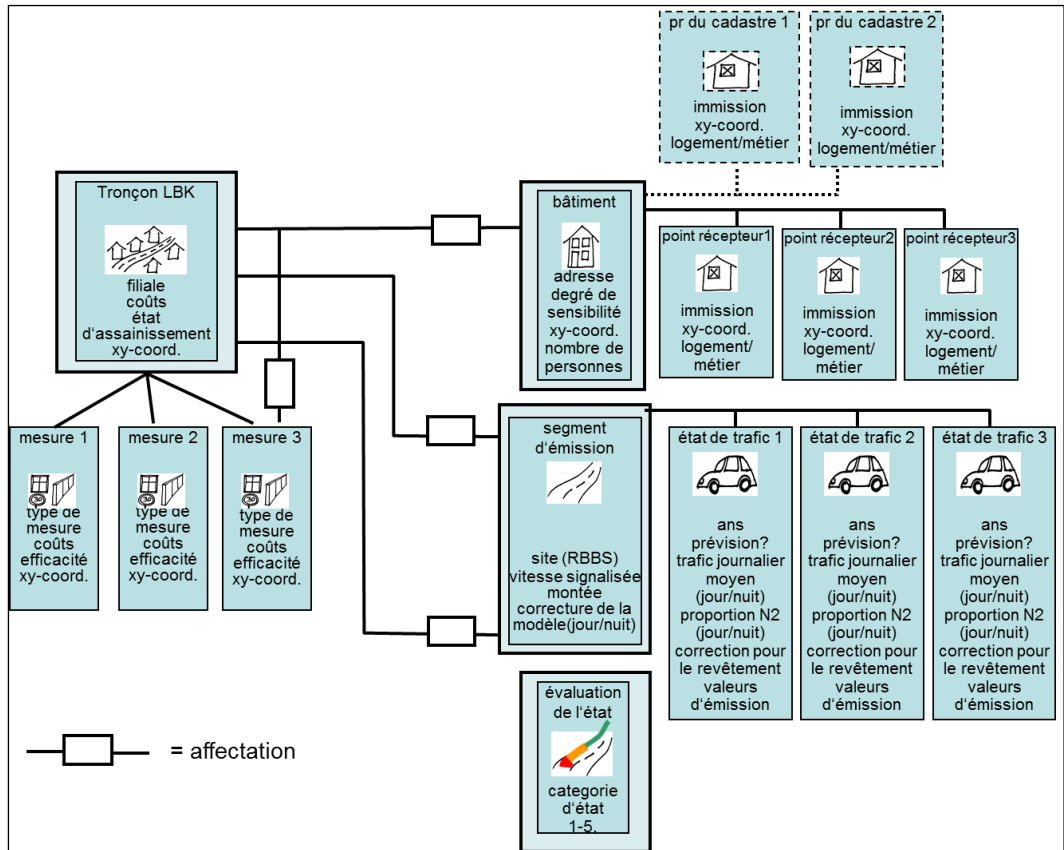 pr du cadastre 1
immission
xy-coord.
logement/métier
pr du cadastre 2
immission
xy-coord.
logement/métier
Tronçon LBK
filiale
coûts
état
d‘assainissement
xy-coord.
bâtiment
adresse
degré de
sensibilité
xy-coord.
nombre de
personnes
point récepteur1
immission
xy-coord.
logement/
métier
point récepteur2
immission
xy-coord.
logement/
métier
point récepteur3
immission
xy-coord.
logement/
métier
mesure 1
type de
mesure
coûts
efficacité
xy-coord.
mesure 2
type de
mesure
coûts
efficacité
xy-coord.
mesure 3
type de
mesure
coûts
efficacité
xy-coord.
segment
d‘émission
site (RBBS)
vitesse signalisée
montée
correcture de la
modèle(jour/nuit)
état de trafic 1
ans
prévision?
trafic journalier
moyen
(jour/nuit)
proportion N2
(jour/nuit)
correction pour
le revêtement
valeurs
d‘émission
état de trafic 2
ans
prévision?
trafic journalier
moyen
(jour/nuit)
proportion N2
(jour/nuit)
correction pour
le revêtement
valeurs
d‘émission
état de trafic 3
ans
prévision?
trafic journalier
moyen
(jour/nuit)
proportion N2
(jour/nuit)
correction pour
le revêtement
valeurs
d‘émission
évaluation
de l‘état
categorie
d‘état
1-5.
= affectation